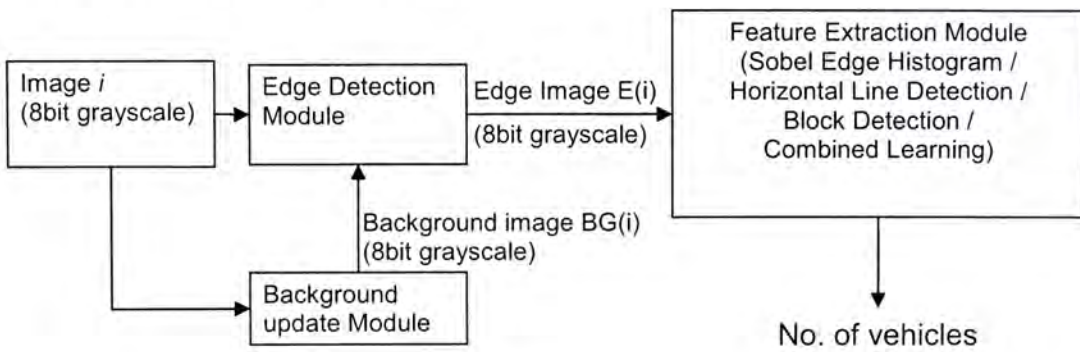 Image i
(8bit grayscale)
Edge Detection
Module
Edge Image E(i)
(8bit grayscale)
Feature Extraction Module
(Sobel Edge Histogram /
Horizontal Line Detection /
Block Detection /
Combined Learning)
Background image BG(i)
(8bit grayscale)
Background
update Module
No. of vehicles